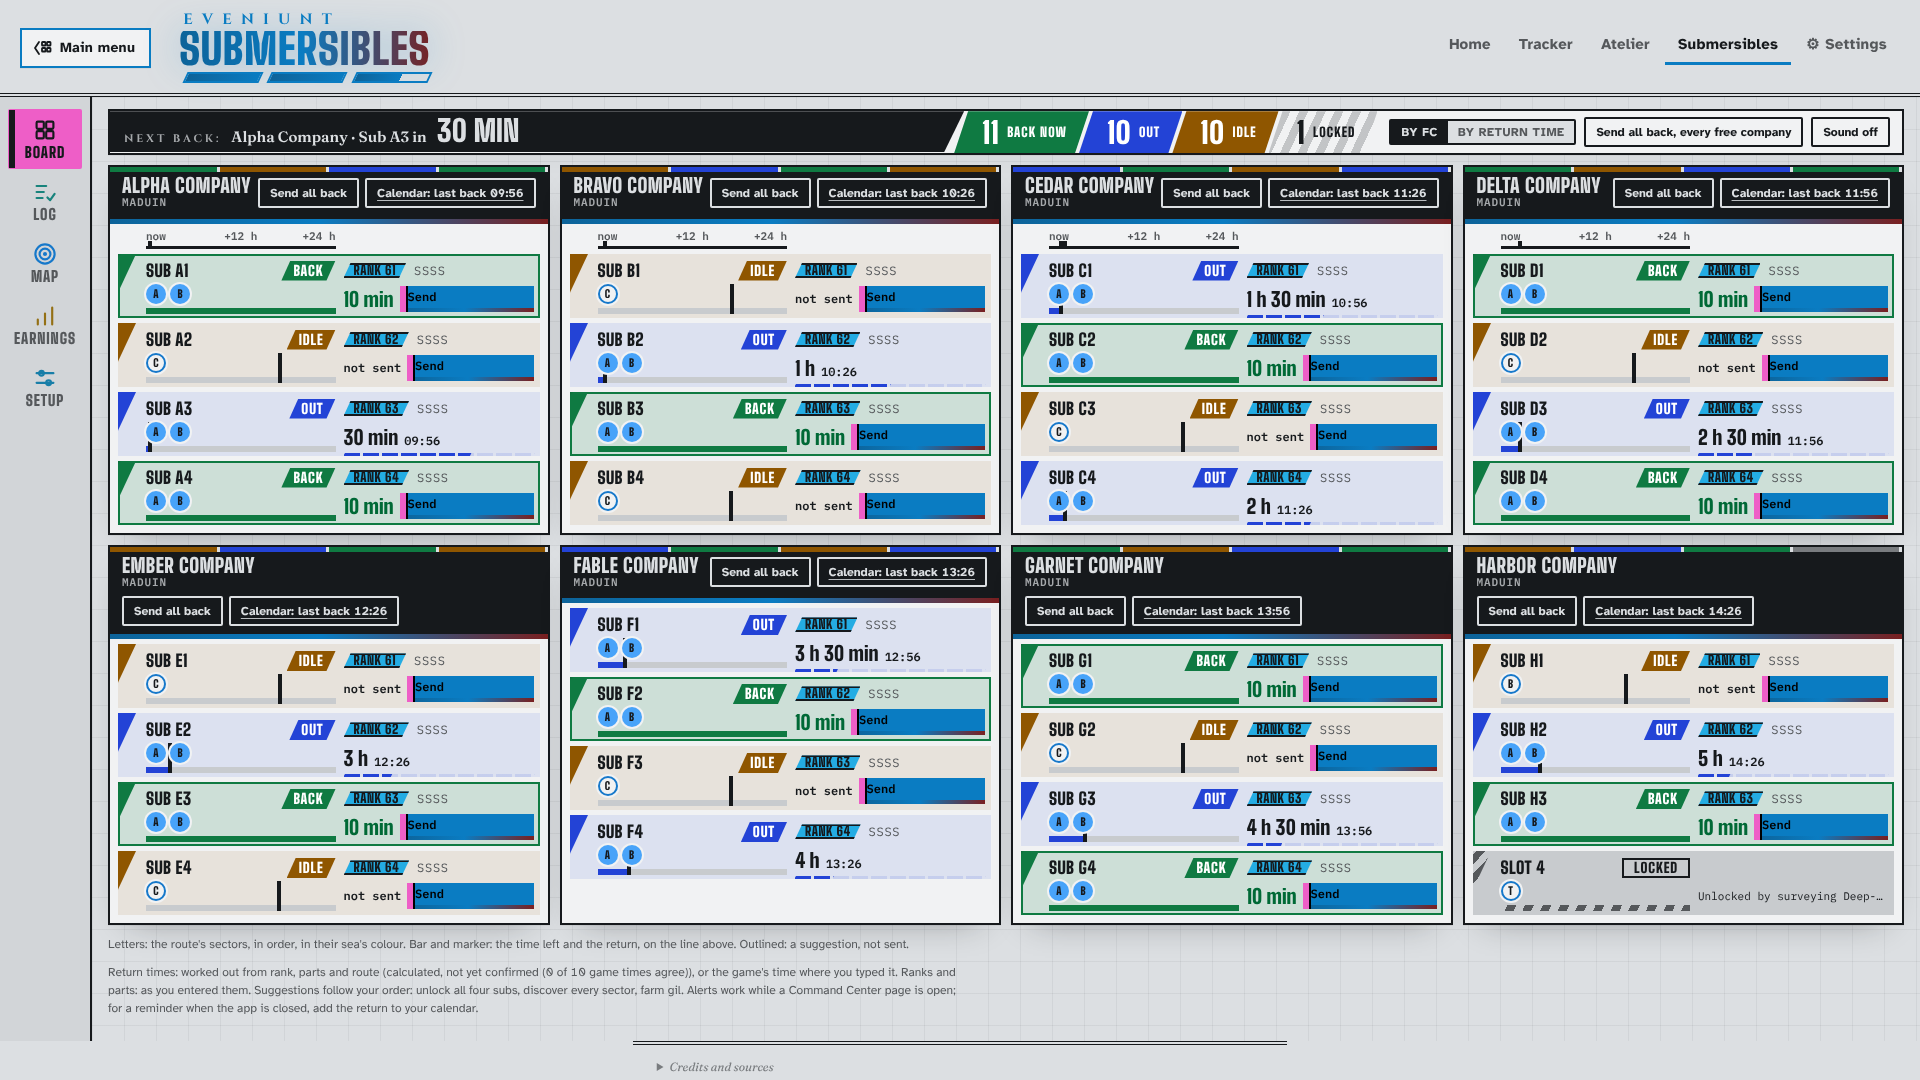 Main menu
EVENIUNT
SUBMERSIBLES
Home
Tracker
Atelier
Submersibles
⚙ Settings
BOARD
LOG
MAP
EARNINGS
SETUP
NEXT BACK: Alpha Company · Sub A3 in 30 MIN
11 BACK NOW
10 OUT
10 IDLE
1 LOCKED
BY FC
BY RETURN TIME
Send all back, every free company
Sound off
ALPHA COMPANY
MADUIN
Send all back
Calendar: last back 09:56
now +12 h +24 h
SUB A1 BACK RANK 61 SSSS
A B 10 min Send
SUB A2 IDLE RANK 62 SSSS
C not sent Send
SUB A3 OUT RANK 63 SSSS
A B 30 min 09:56
SUB A4 BACK RANK 64 SSSS
A B 10 min Send
BRAVO COMPANY
MADUIN
Send all back
Calendar: last back 10:26
now +12 h +24 h
SUB B1 IDLE RANK 61 SSSS
C not sent Send
SUB B2 OUT RANK 62 SSSS
A B 1 h 10:26
SUB B3 BACK RANK 63 SSSS
A B 10 min Send
SUB B4 IDLE RANK 64 SSSS
C not sent Send
CEDAR COMPANY
MADUIN
Send all back
Calendar: last back 11:26
now +12 h +24 h
SUB C1 OUT RANK 61 SSSS
A B 1 h 30 min 10:56
SUB C2 BACK RANK 62 SSSS
A B 10 min Send
SUB C3 IDLE RANK 63 SSSS
C not sent Send
SUB C4 OUT RANK 64 SSSS
A B 2 h 11:26
DELTA COMPANY
MADUIN
Send all back
Calendar: last back 11:56
now +12 h +24 h
SUB D1 BACK RANK 61 SSSS
A B 10 min Send
SUB D2 IDLE RANK 62 SSSS
C not sent Send
SUB D3 OUT RANK 63 SSSS
A B 2 h 30 min 11:56
SUB D4 BACK RANK 64 SSSS
A B 10 min Send
EMBER COMPANY
MADUIN
Send all back
Calendar: last back 12:26
SUB E1 IDLE RANK 61 SSSS
C not sent Send
SUB E2 OUT RANK 62 SSSS
A B 3 h 12:26
SUB E3 BACK RANK 63 SSSS
A B 10 min Send
SUB E4 IDLE RANK 64 SSSS
C not sent Send
FABLE COMPANY
MADUIN
Send all back
Calendar: last back 13:26
SUB F1 OUT RANK 61 SSSS
A B 3 h 30 min 12:56
SUB F2 BACK RANK 62 SSSS
A B 10 min Send
SUB F3 IDLE RANK 63 SSSS
C not sent Send
SUB F4 OUT RANK 64 SSSS
A B 4 h 13:26
GARNET COMPANY
MADUIN
Send all back
Calendar: last back 13:56
SUB G1 BACK RANK 61 SSSS
A B 10 min Send
SUB G2 IDLE RANK 62 SSSS
C not sent Send
SUB G3 OUT RANK 63 SSSS
A B 4 h 30 min 13:56
SUB G4 BACK RANK 64 SSSS
A B 10 min Send
HARBOR COMPANY
MADUIN
Send all back
Calendar: last back 14:26
SUB H1 IDLE RANK 61 SSSS
B not sent Send
SUB H2 OUT RANK 62 SSSS
A B 5 h 14:26
SUB H3 BACK RANK 63 SSSS
A B 10 min Send
SLOT 4 LOCKED
T Unlocked by surveying Deep-…
Letters: the route's sectors, in order, in their sea's colour. Bar and marker: the time left and the return, on the line above. Outlined: a suggestion, not sent.
Return times: worked out from rank, parts and route (calculated, not yet confirmed (0 of 10 game times agree)), or the game's time where you typed it. Ranks and
parts: as you entered them. Suggestions follow your order: unlock all four subs, discover every sector, farm gil. Alerts work while a Command Center page is open;
for a reminder when the app is closed, add the return to your calendar.
▶ Credits and sources